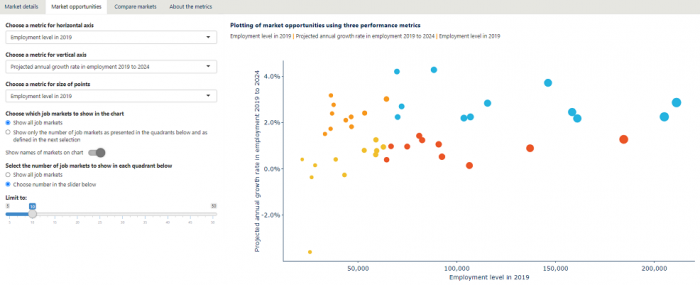 Market details Market opportunities Compare markets About the metrics
Choose a metric for horizontal axis
Employment level in 2019
Choose a metric for vertical axis
Projected annual growth rate in employment 2019 to 2024
Choose a metric for size of points
Employment level in 2019
Choose which job markets to show in the chart
Show all job markets
Show only the number of job markets as presented in the quadrants below and as
defined in the next selection
Show names of markets on chart
Select the number of job markets to show in each quadrant below
Show all job markets
Choose number in the slider below
Limit to:
Plotting of market opportunities using three performance metrics
Employment level in 2019 | Projected annual growth rate in employment 2019 to 2024 | Employment level in 2019
Projected annual growth rate in employment 2019 to 2024
4.0%
2.0%
0.0%
-2.0%
50,000 100,000 150,000 200,000
Employment level in 2019